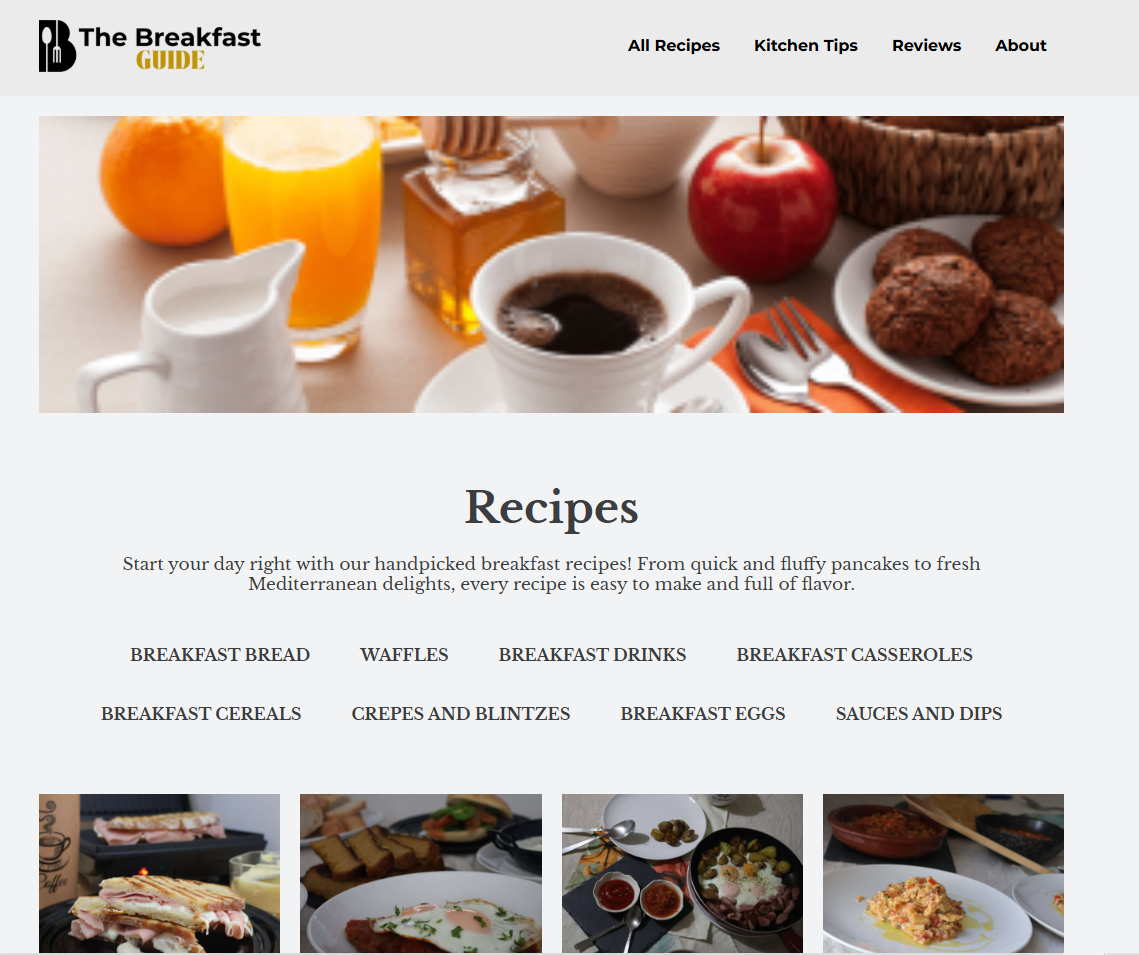 The Breakfast
GUIDE
All Recipes Kitchen Tips Reviews About
Recipes
Start your day right with our handpicked breakfast recipes! From quick and fluffy pancakes to fresh
Mediterranean delights, every recipe is easy to make and full of flavor.
BREAKFAST BREAD WAFFLES BREAKFAST DRINKS BREAKFAST CASSEROLES
BREAKFAST CEREALS CREPES AND BLINTZES BREAKFAST EGGS SAUCES AND DIPS
Coffee